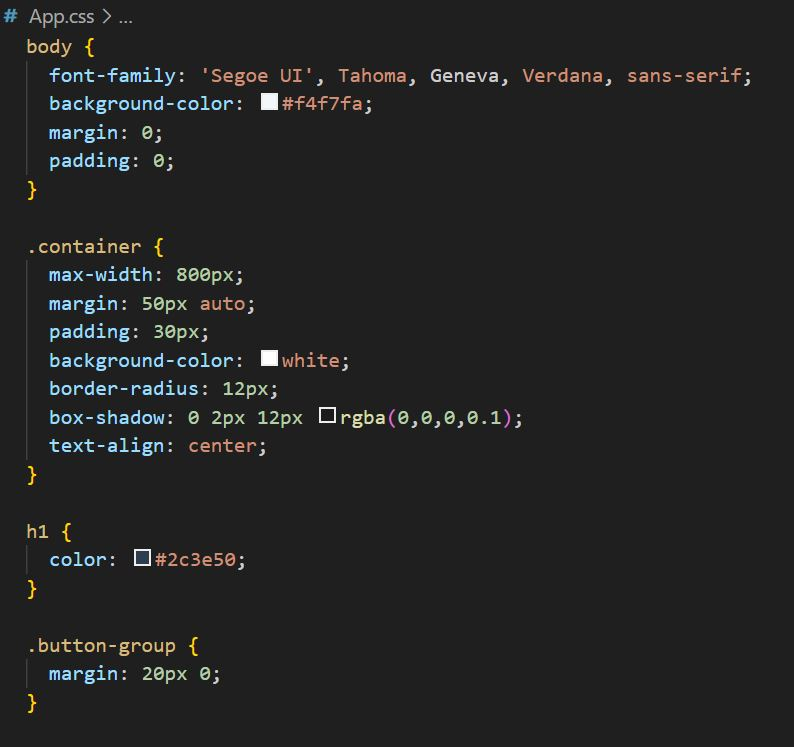 # App.css > ...
body {
  font-family: 'Segoe UI', Tahoma, Geneva, Verdana, sans-serif;
  background-color: #f4f7fa;
  margin: 0;
  padding: 0;
}

.container {
  max-width: 800px;
  margin: 50px auto;
  padding: 30px;
  background-color: white;
  border-radius: 12px;
  box-shadow: 0 2px 12px rgba(0,0,0,0.1);
  text-align: center;
}

h1 {
  color: #2c3e50;
}

.button-group {
  margin: 20px 0;
}